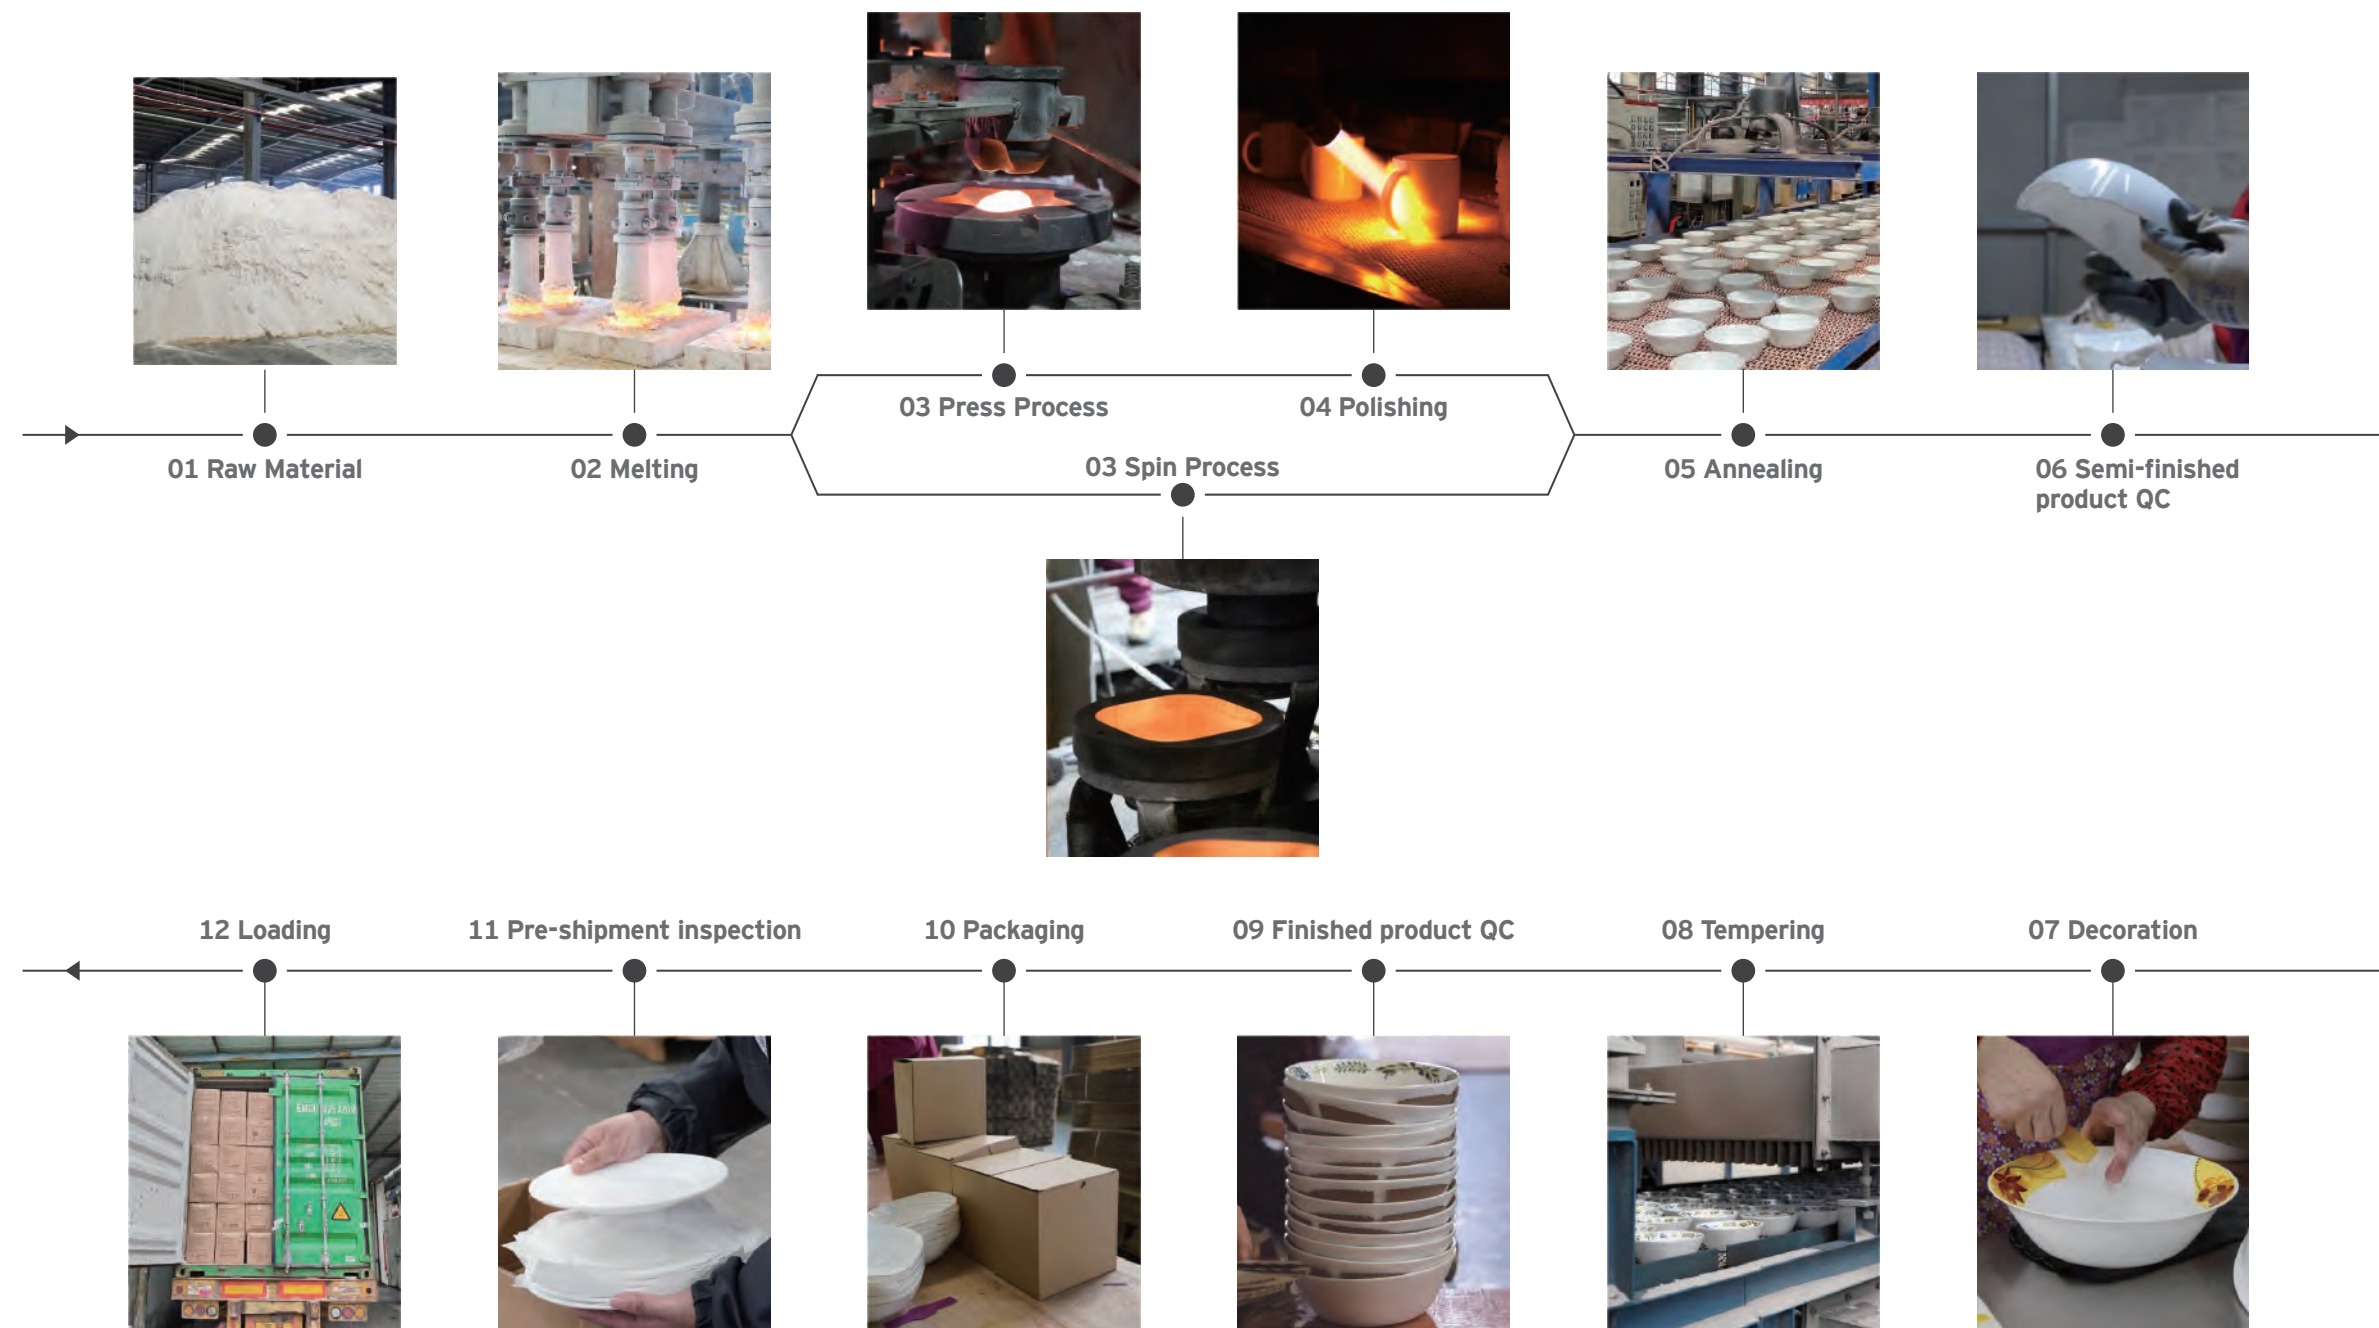 03 Press Process
04 Polishing
01 Raw Material
02 Melting
03 Spin Process
05 Annealing
06 Semi-finished
product QC
12 Loading
11 Pre-shipment inspection
10 Packaging
09 Finished product QC
08 Tempering
07 Decoration